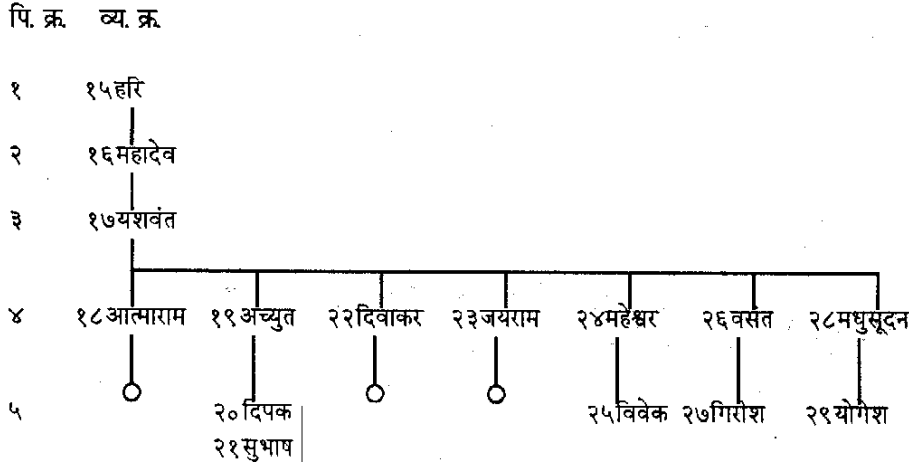 पि. क्र. व्य. क्र.
१ १५हरि
२ १६महादेव
३ १७यशवंत
४ १८आत्माराम १९अच्युत २२दिवाकर २३जयराम २४महेश्वर २६वसंत २८मधुसूदन
५ २०दिपक २५विवेक २७गिरीश २९योगेश
२१सुभाष